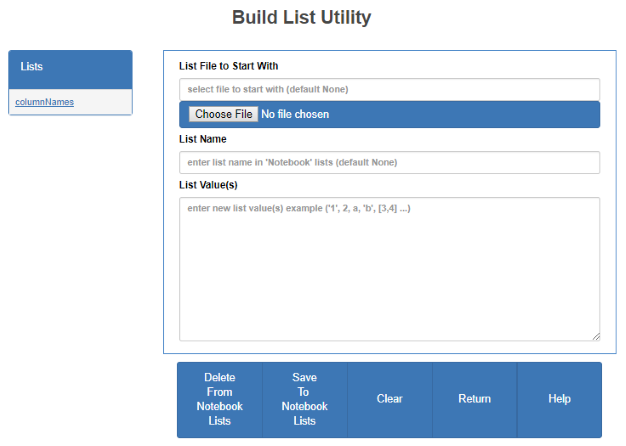 Build List Utility
Lists
columnNames
List File to Start With
select file to start with (default None)
Choose File No file chosen
List Name
enter list name in 'Notebook' lists (default None)
List Value(s)
enter new list value(s) example ('1', 2, a, 'b', [3,4] ...)
Delete
From
Notebook
Lists
Save
To
Notebook
Lists
Clear
Return
Help